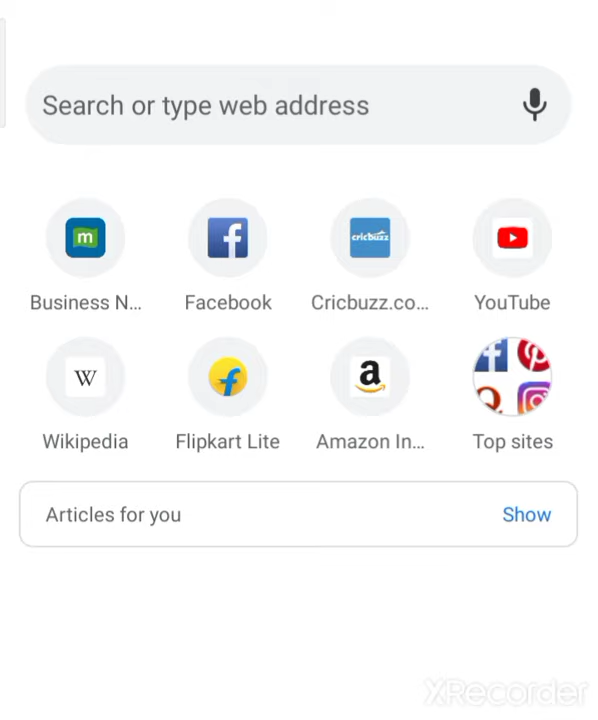 Search or type web address
m
f
cricbuzz
Business N...
Facebook
Cricbuzz.co...
YouTube
W
f
a
f
Wikipedia
Flipkart Lite
Amazon In...
Top sites
Articles for you
Show
XRecorder